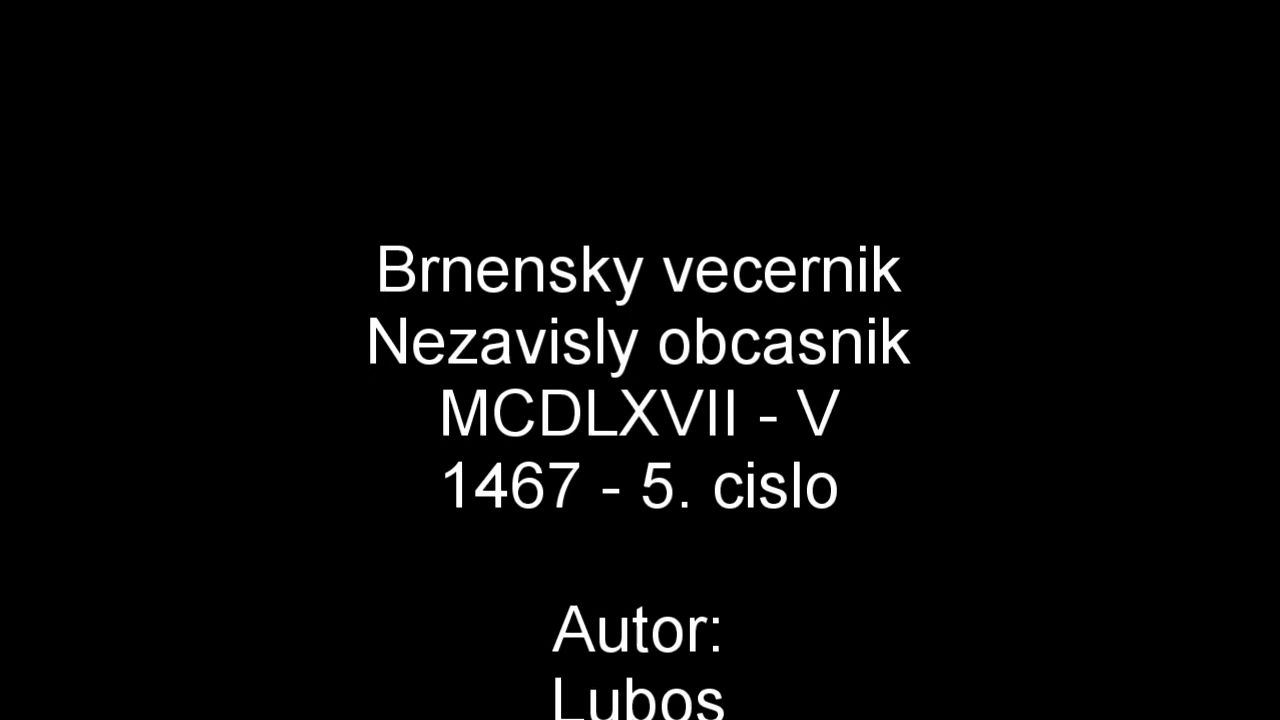 Brnensky vecernik
Nezavisly obcasnik
MCDLXVII - V
1467 - 5. cislo
Autor:
Lubos